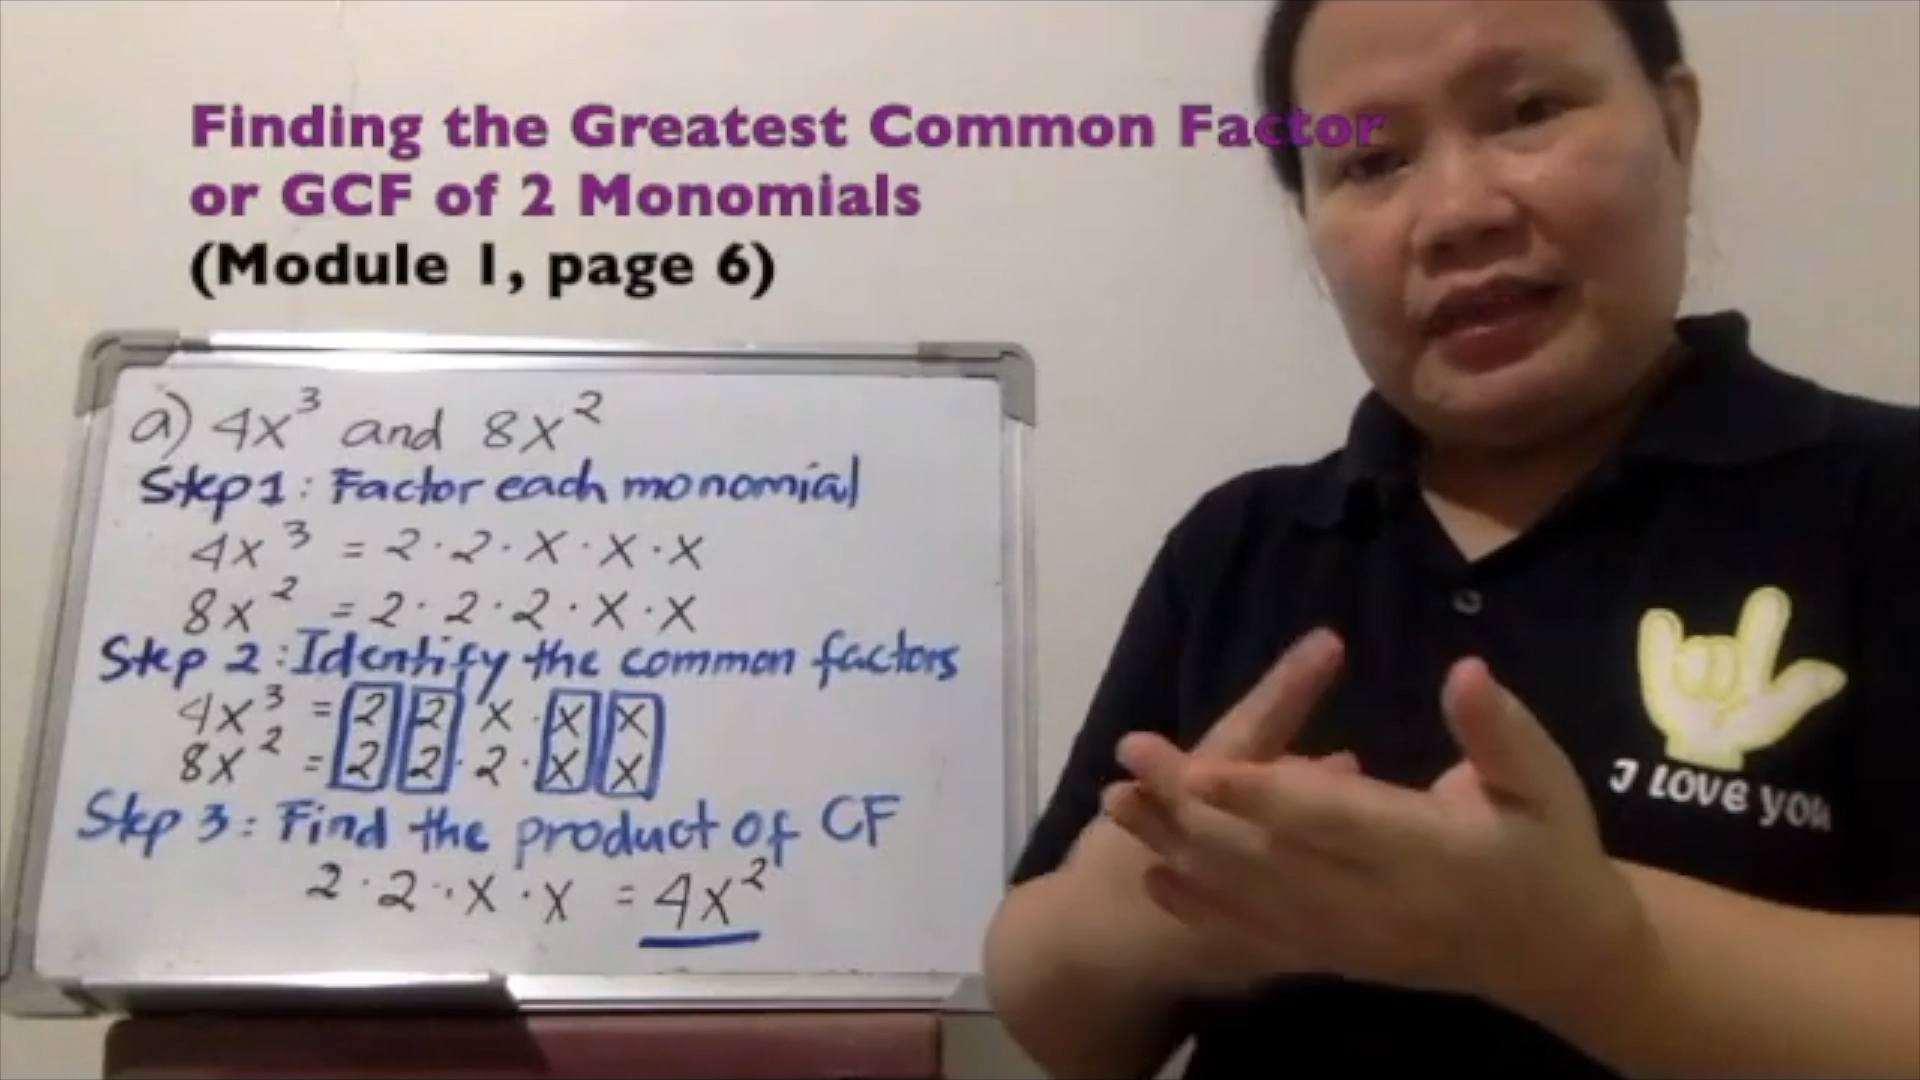 Finding the Greatest Common Factor
or GCF of 2 Monomials
(Module 1, page 6)
a) 4x³ and 8x²
Step 1: Factor each monomial
4x³ = 2·2·x·x·x
8x² = 2·2·2·x·x
Step 2: Identify the common factors
4x³ = 2 2 x · x x
8x² = 2 2 · 2 · x x
Step 3: Find the product of CF
2·2·x·x = 4x²
I LOVE YOU